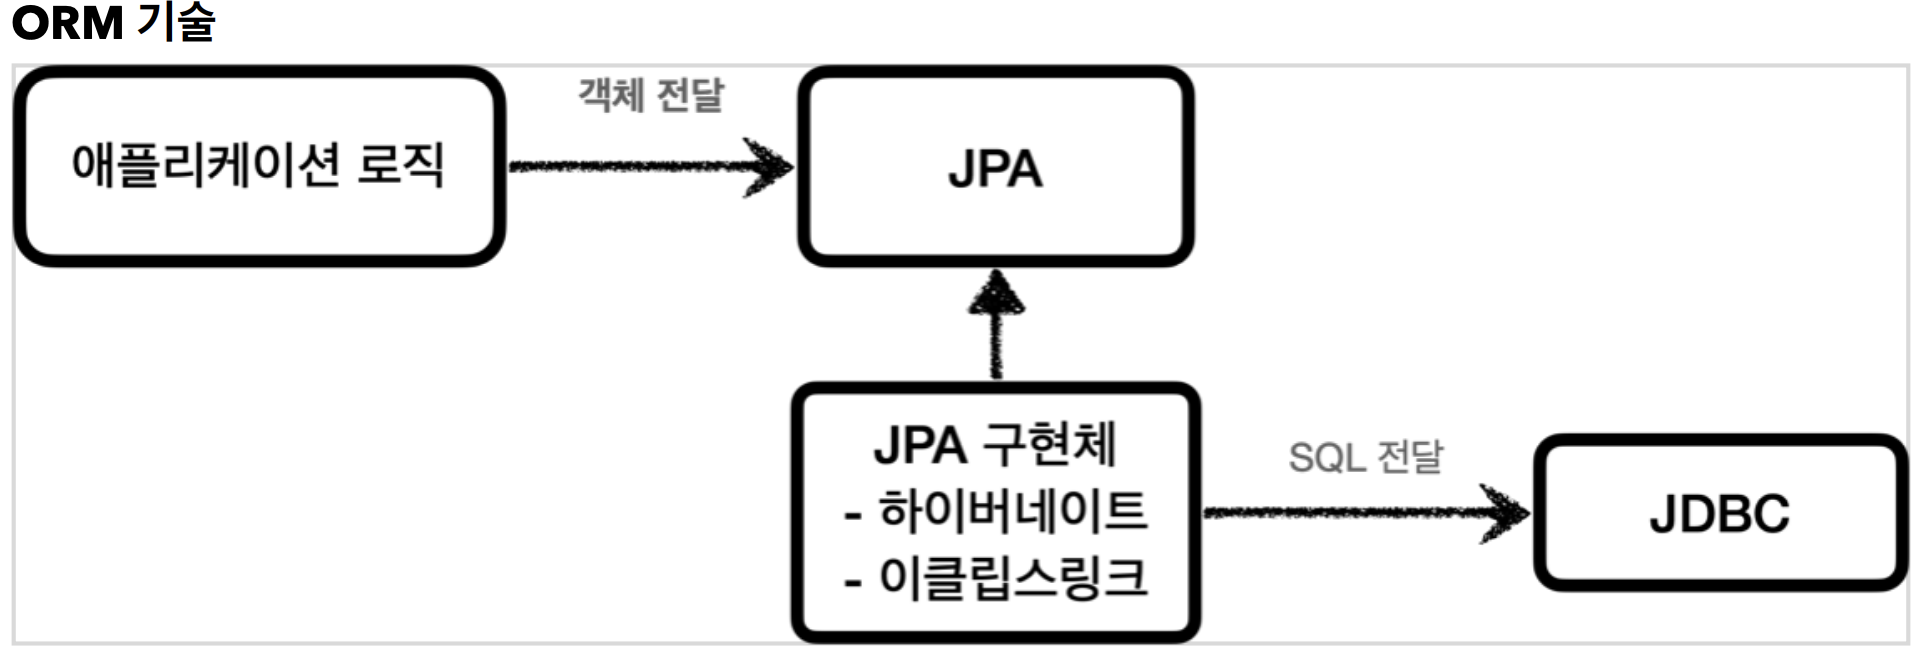 ORM 기술
객체 전달
애플리케이션 로직
JPA
JPA 구현체
- 하이버네이트
- 이클립스링크
SQL 전달
JDBC